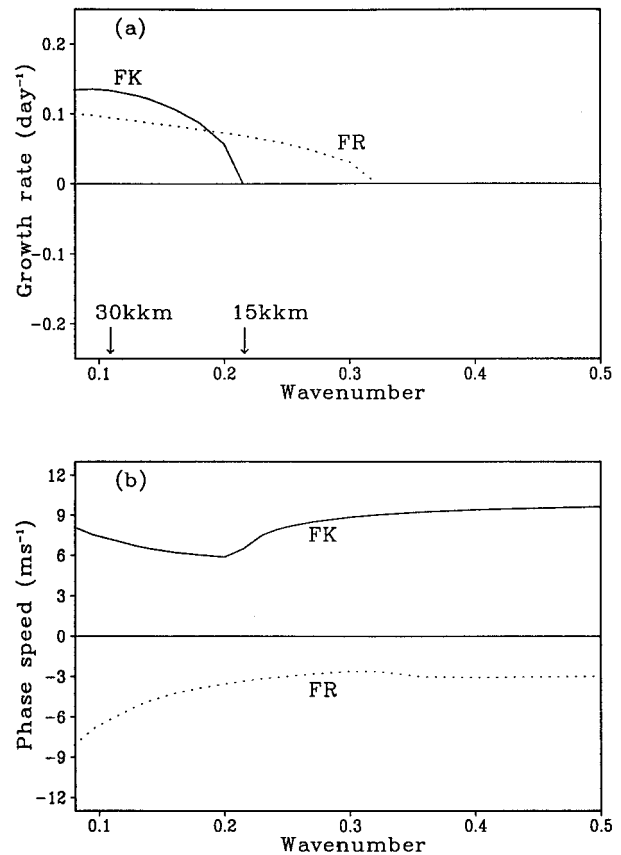 (a)
0.2
FK
0.1
FR
0
-0.1
-0.2
Growth rate (day⁻¹)
30kkm
15kkm
0.1 0.2 0.3 0.4 0.5
Wavenumber
(b)
12
9
FK
6
3
0
-3
FR
-6
-9
-12
Phase speed (ms⁻¹)
0.1 0.2 0.3 0.4 0.5
Wavenumber